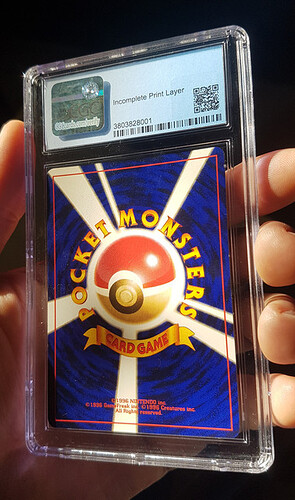 Incomplete Print Layer
3803828001
POCKET MONSTERS
CARD GAME
©1996 NINTENDO inc.
©1996 GameFreak inc. ©1996 Creatures inc.
All Rights reserved.